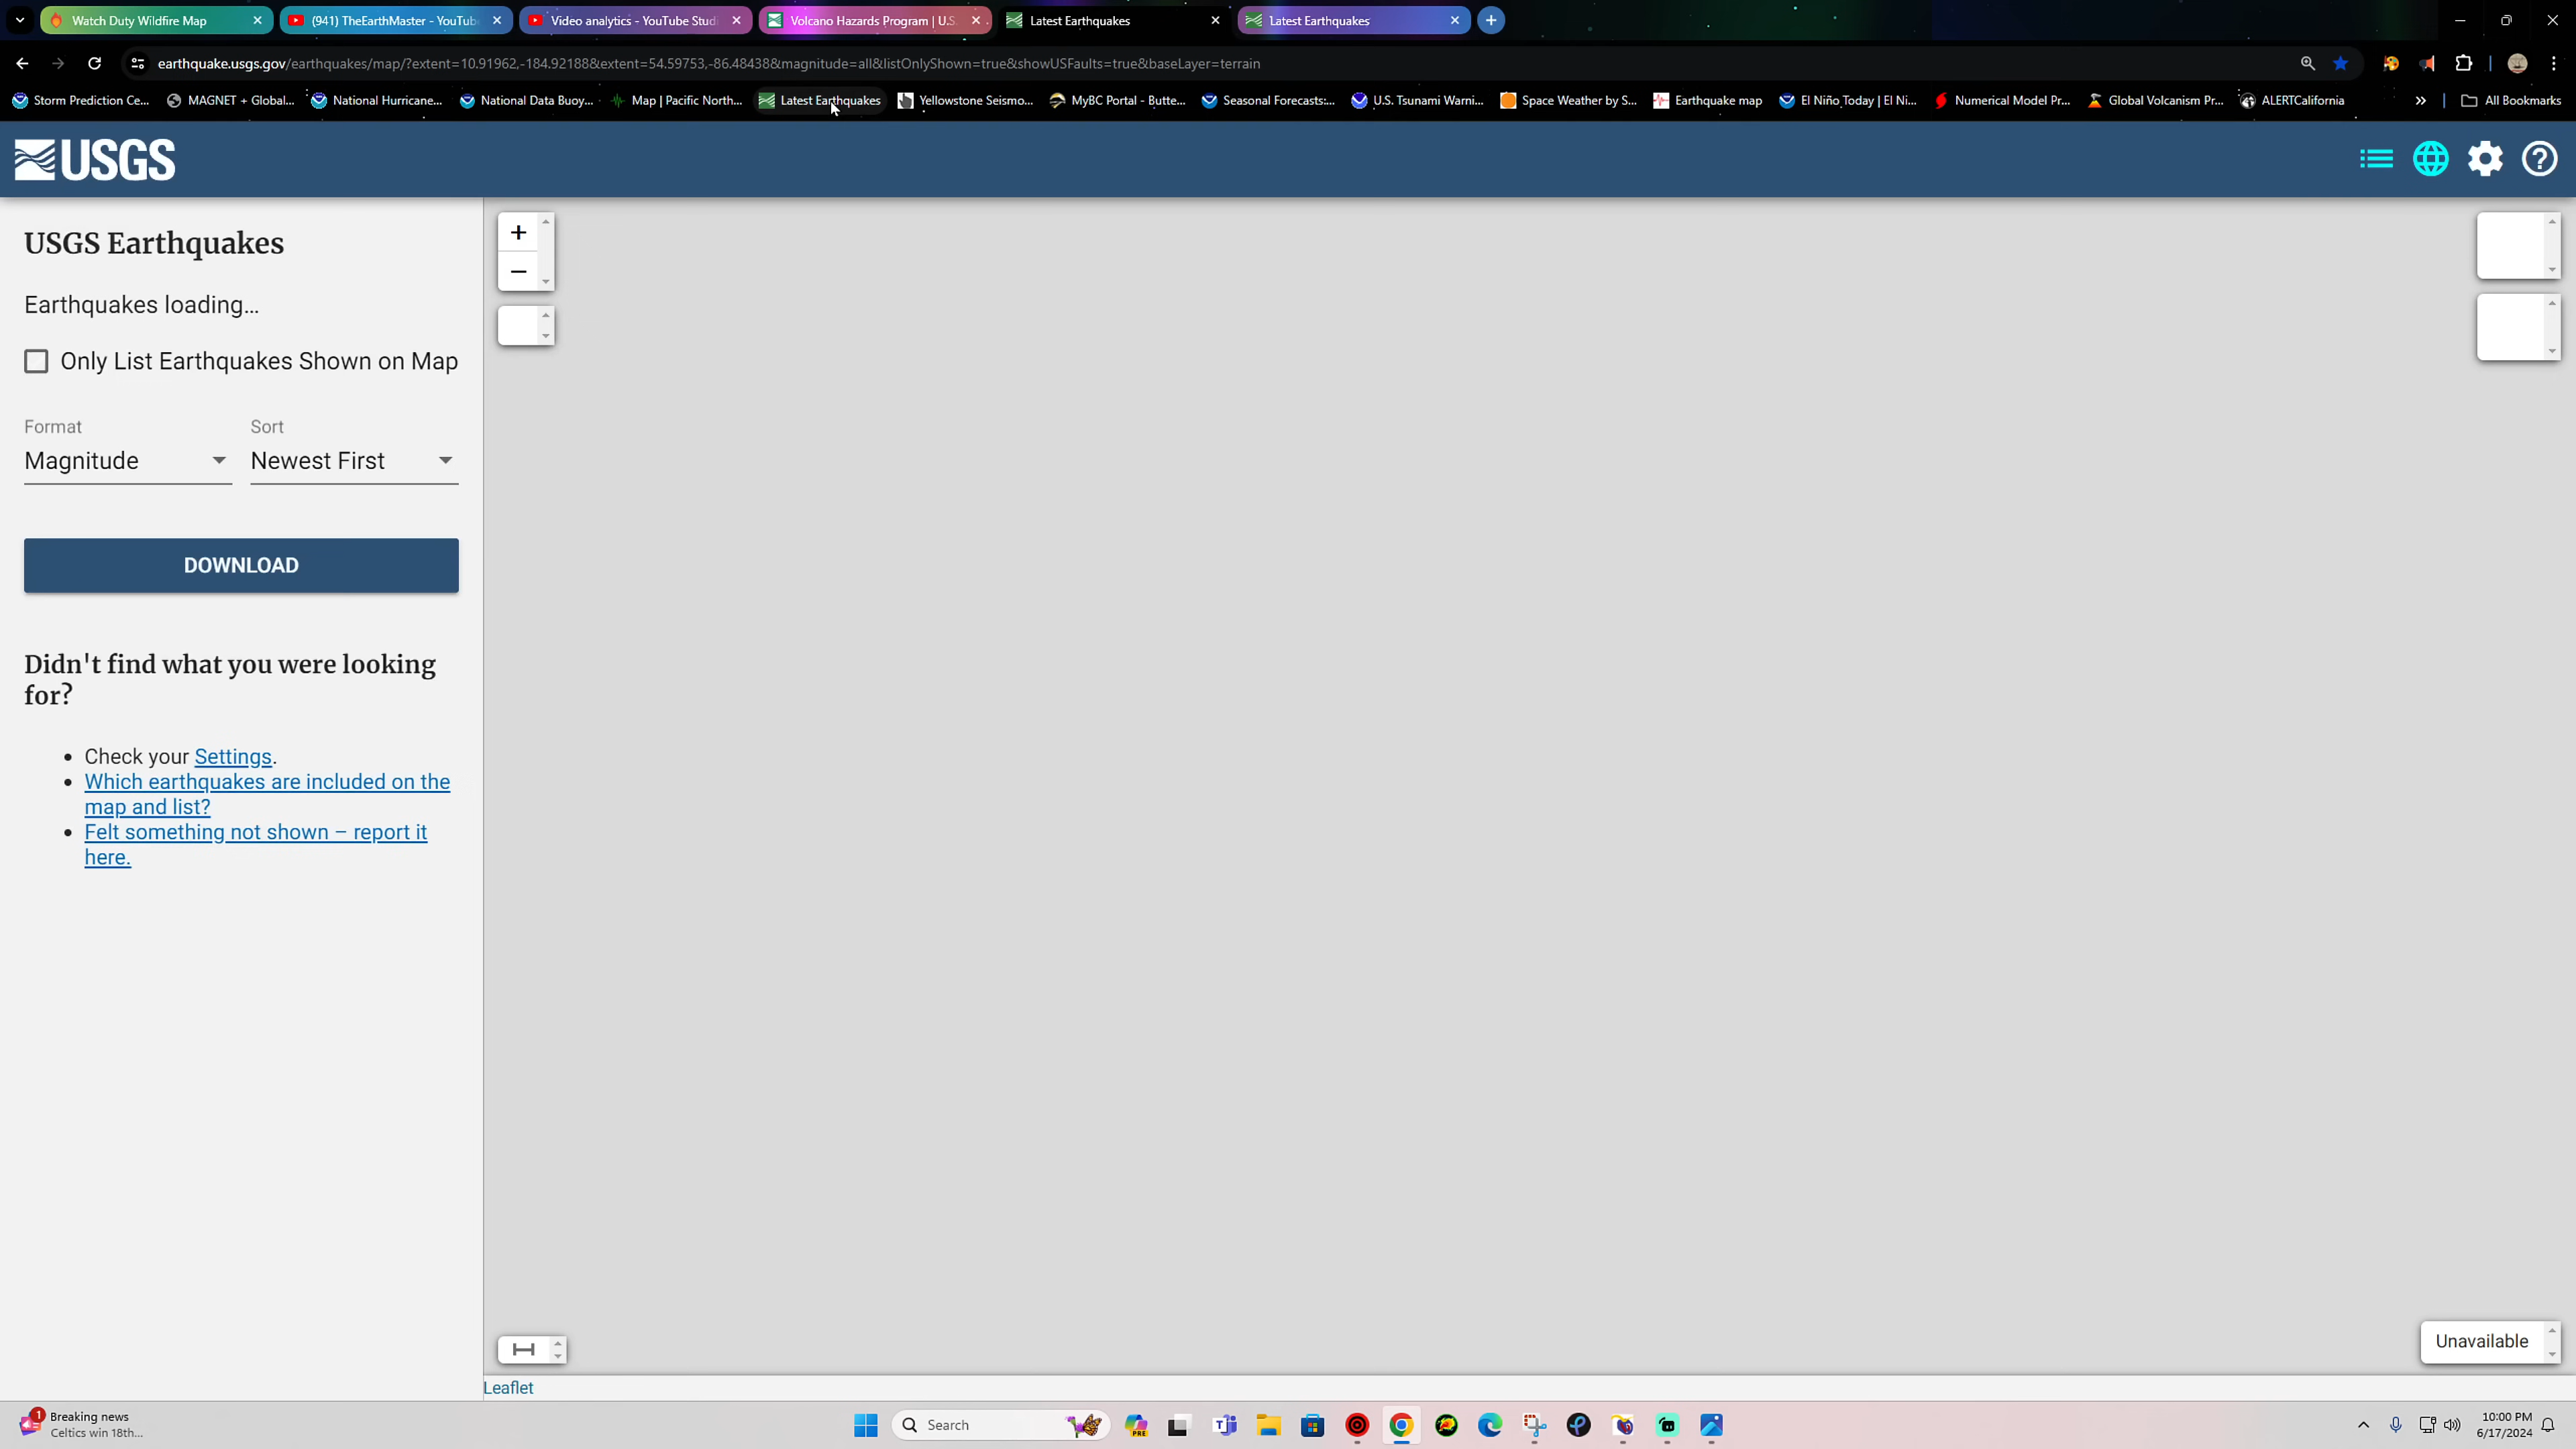 Watch Duty Wildfire Map
(941) TheEarthMaster - YouTube
Video analytics - YouTube Studi
Volcano Hazards Program | U.S.
Latest Earthquakes
Latest Earthquakes
earthquake.usgs.gov/earthquakes/map/?extent=10.91962,-184.92188&extent=54.59753,-86.48438&magnitude=all&listOnlyShown=true&showUSFaults=true&baseLayer=terrain
Storm Prediction Ce...
MAGNET + Global...
National Hurricane...
National Data Buoy...
Map | Pacific North...
Latest Earthquakes
Yellowstone Seismo...
MyBC Portal - Butte...
Seasonal Forecasts:...
U.S. Tsunami Warni...
Space Weather by S...
Earthquake map
El Niño Today | El Ni...
Numerical Model Pr...
Global Volcanism Pr...
ALERTCalifornia
All Bookmarks
USGS
USGS Earthquakes
Earthquakes loading...
Only List Earthquakes Shown on Map
Format
Sort
Magnitude
Newest First
DOWNLOAD
Didn't find what you were looking
for?
• Check your Settings.
• Which earthquakes are included on the
map and list?
• Felt something not shown – report it
here.
+
−
Unavailable
Leaflet
1
Breaking news
Celtics win 18th...
Search
PRE
10:00 PM
6/17/2024